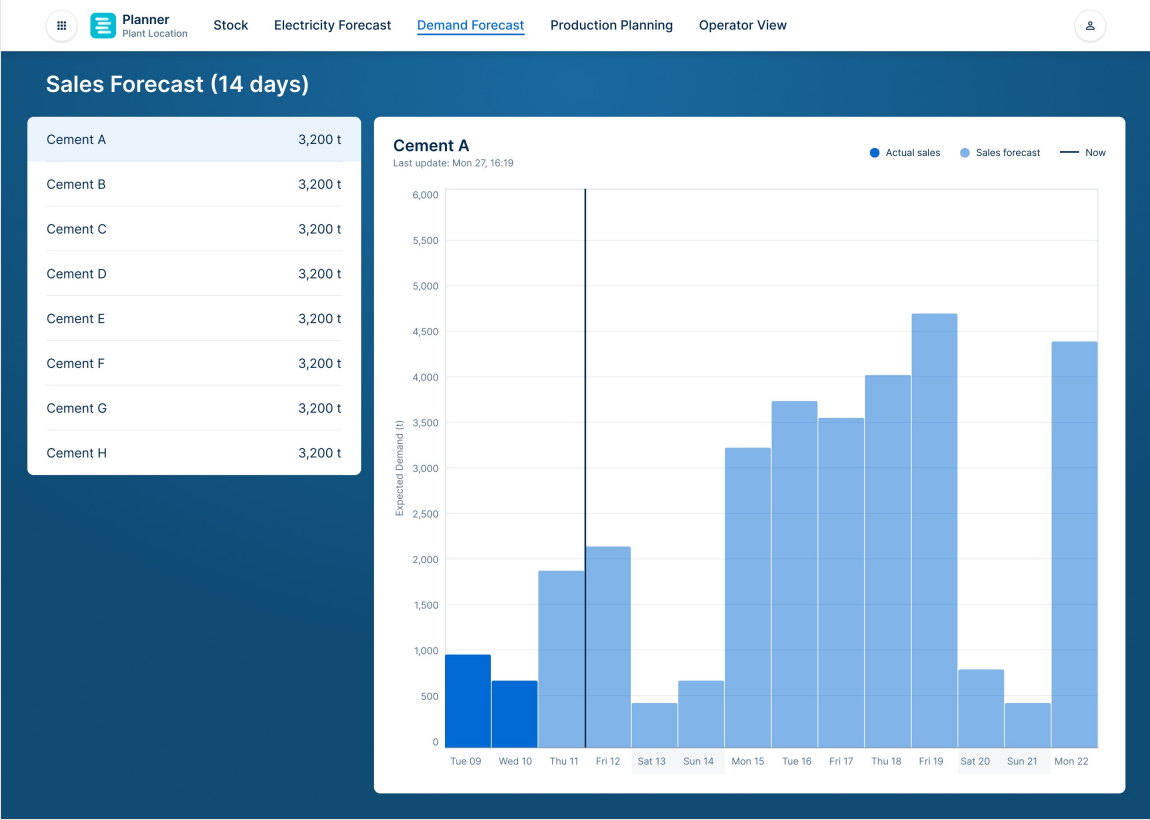 Planner
Plant Location
Stock
Electricity Forecast
Demand Forecast
Production Planning
Operator View
Sales Forecast (14 days)
Cement A 3,200 t
Cement B 3,200 t
Cement C 3,200 t
Cement D 3,200 t
Cement E 3,200 t
Cement F 3,200 t
Cement G 3,200 t
Cement H 3,200 t
Cement A
Last update: Mon 27, 16:19
Actual sales
Sales forecast
Now
Expected Demand (t)
6,000
5,500
5,000
4,500
4,000
3,500
3,000
2,500
2,000
1,500
1,000
500
0
Tue 09
Wed 10
Thu 11
Fri 12
Sat 13
Sun 14
Mon 15
Tue 16
Fri 17
Thu 18
Fri 19
Sat 20
Sun 21
Mon 22